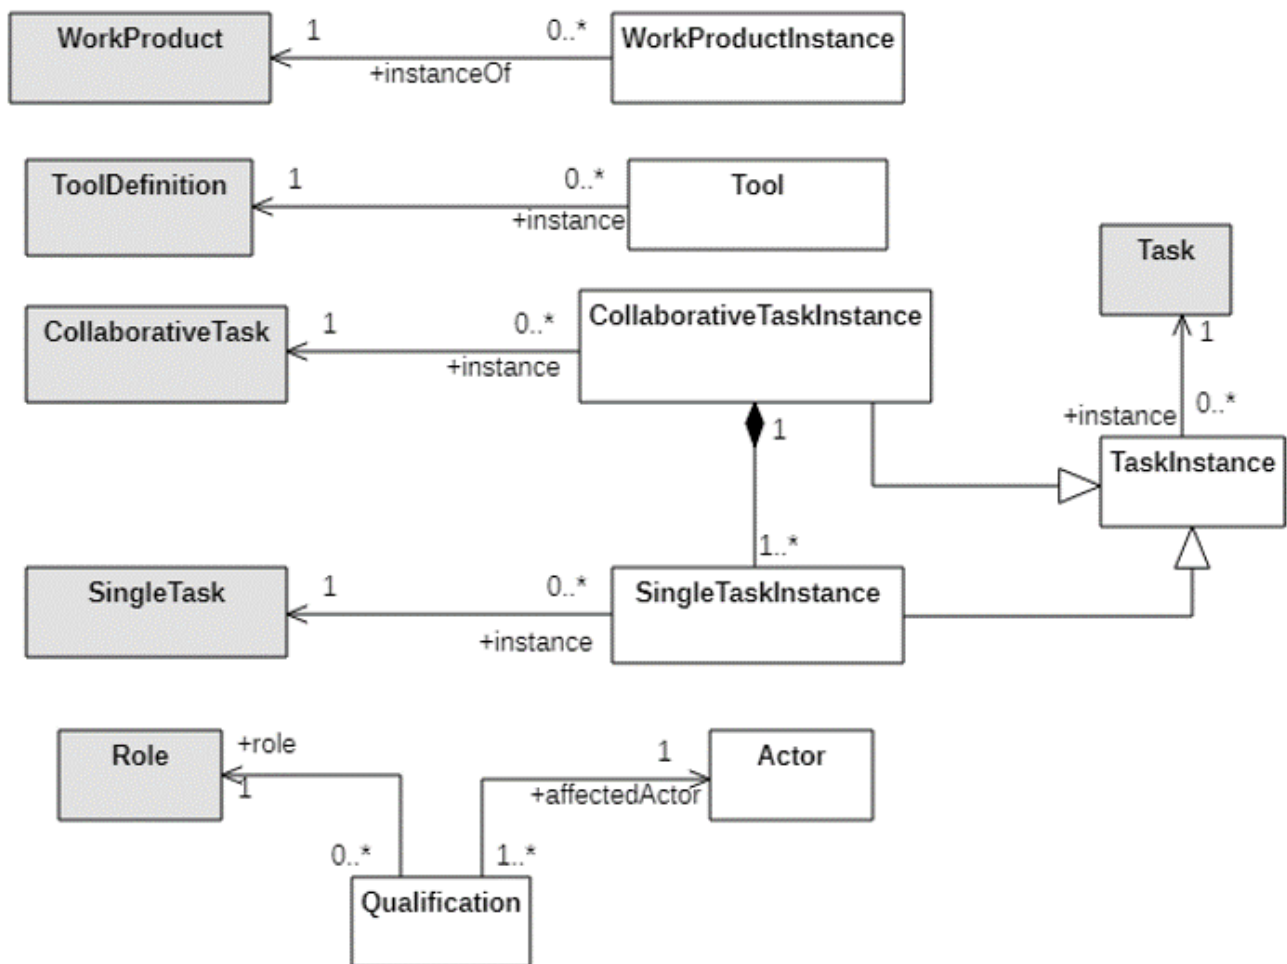 WorkProduct
1
0..*
WorkProductInstance
+instanceOf
ToolDefinition
1
0..*
Tool
+instance
Task
1
CollaborativeTask
1
0..*
CollaborativeTaskInstance
+instance
0..*
+instance
1
TaskInstance
1..*
SingleTask
1
0..*
SingleTaskInstance
+instance
Role
+role
1
1
Actor
+affectedActor
0..*
1..*
Qualification